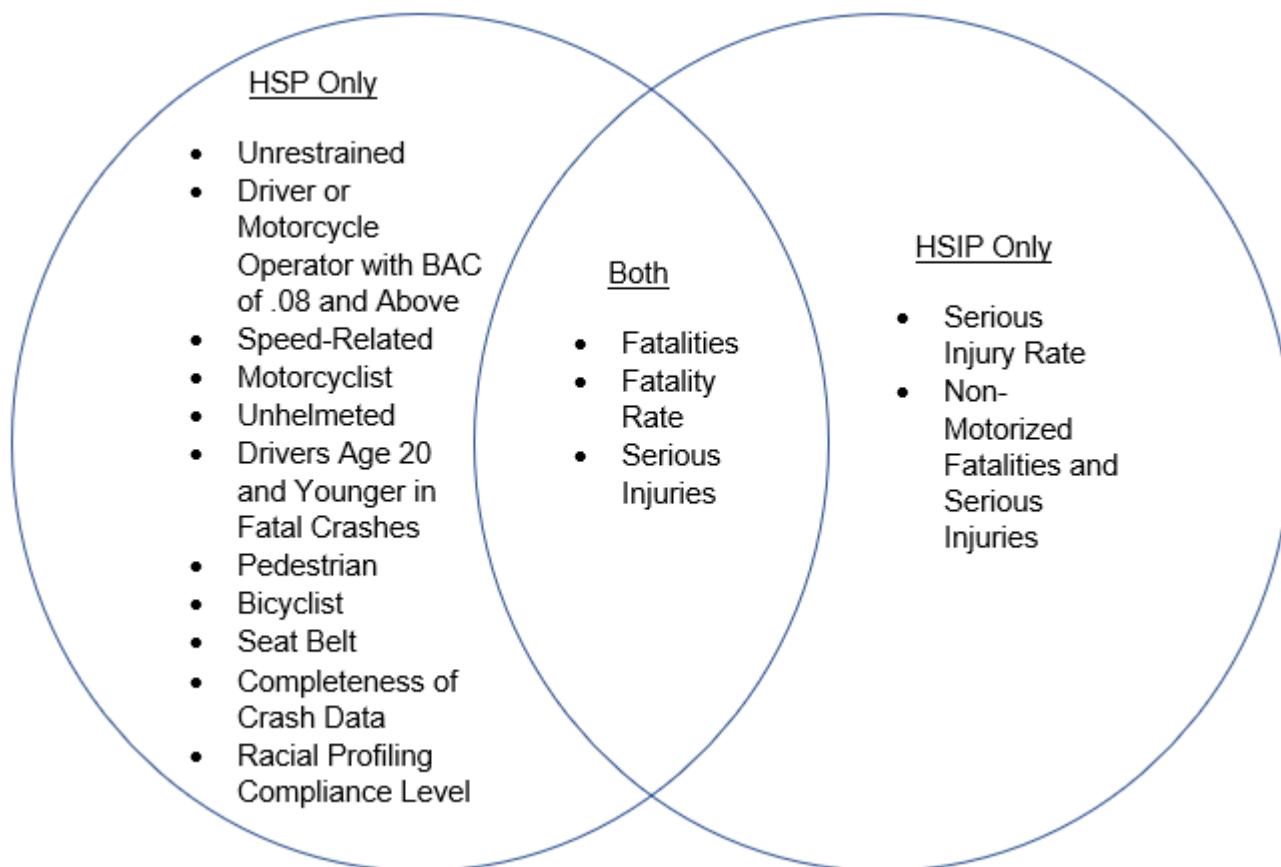 HSP Only
• Unrestrained
• Driver or
Motorcycle
Operator with BAC
of .08 and Above
• Speed-Related
• Motorcyclist
• Unhelmeted
• Drivers Age 20
and Younger in
Fatal Crashes
• Pedestrian
• Bicyclist
• Seat Belt
• Completeness of
Crash Data
• Racial Profiling
Compliance Level
Both
• Fatalities
• Fatality
Rate
• Serious
Injuries
HSIP Only
• Serious
Injury Rate
• Non-
Motorized
Fatalities and
Serious
Injuries